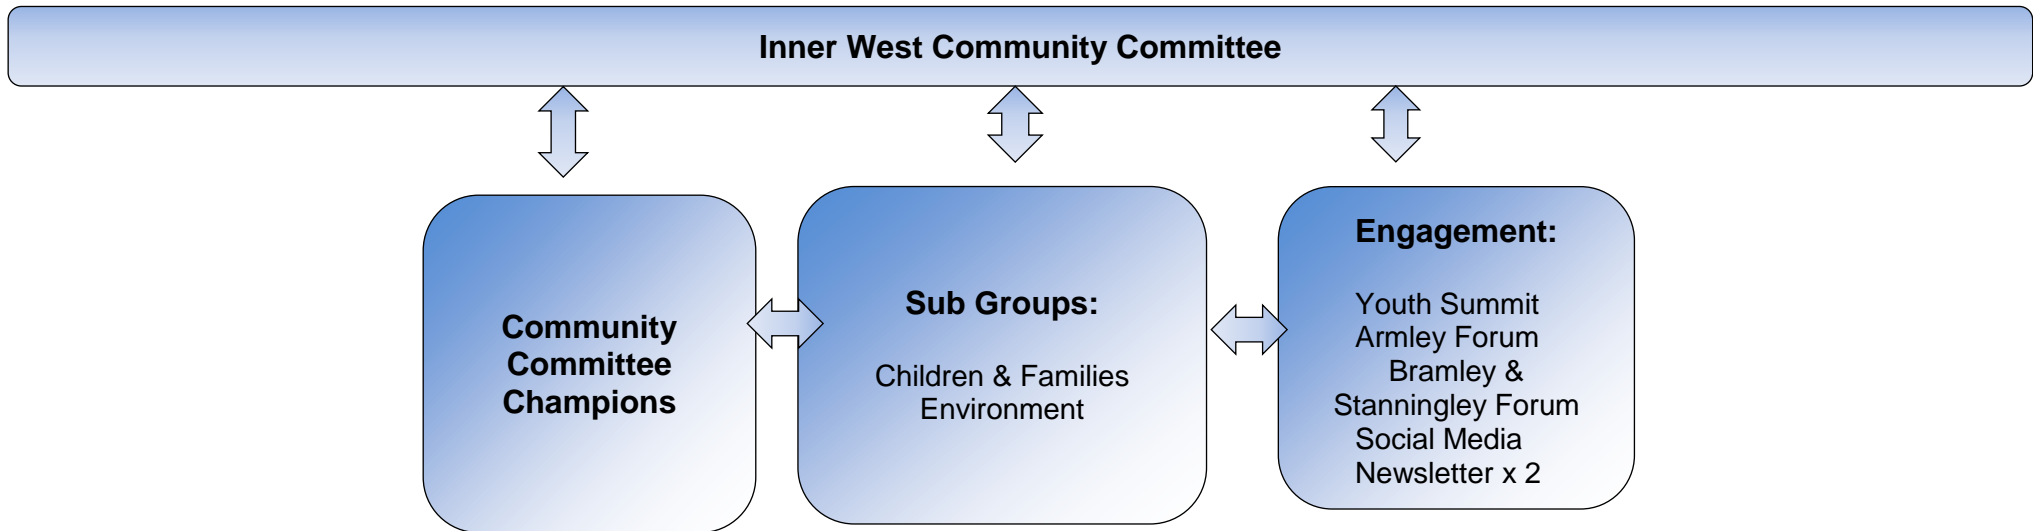 Inner West Community Committee
Community
Committee
Champions
Sub Groups:
Children & Families
Environment
Engagement:
Youth Summit
Armley Forum
Bramley &
Stanningley Forum
Social Media
Newsletter x 2